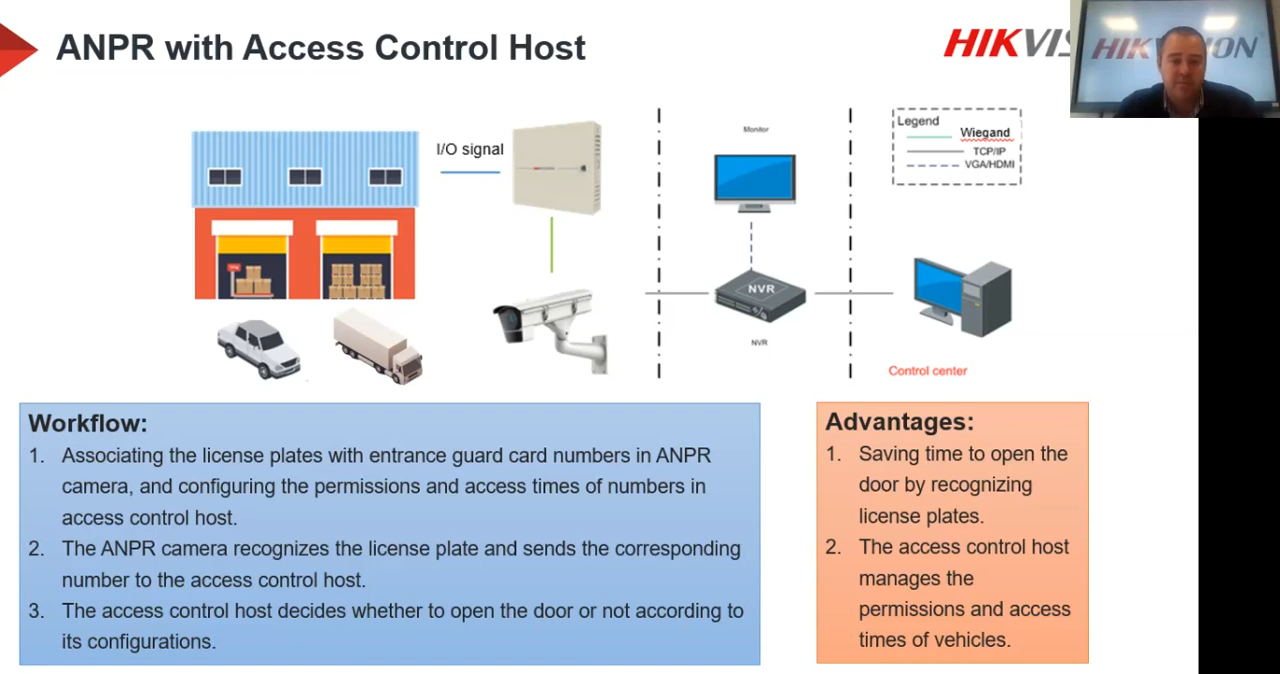 ANPR with Access Control Host
HIKVIS
HIKVISION
I/O signal
Monitor
Legend
Wiegand
TCP/IP
VGA/HDMI
NVR
NVR
Control center
Workflow:
1. Associating the license plates with entrance guard card numbers in ANPR
camera, and configuring the permissions and access times of numbers in
access control host.
2. The ANPR camera recognizes the license plate and sends the corresponding
number to the access control host.
3. The access control host decides whether to open the door or not according to
its configurations.
Advantages:
1. Saving time to open the
door by recognizing
license plates.
2. The access control host
manages the
permissions and access
times of vehicles.